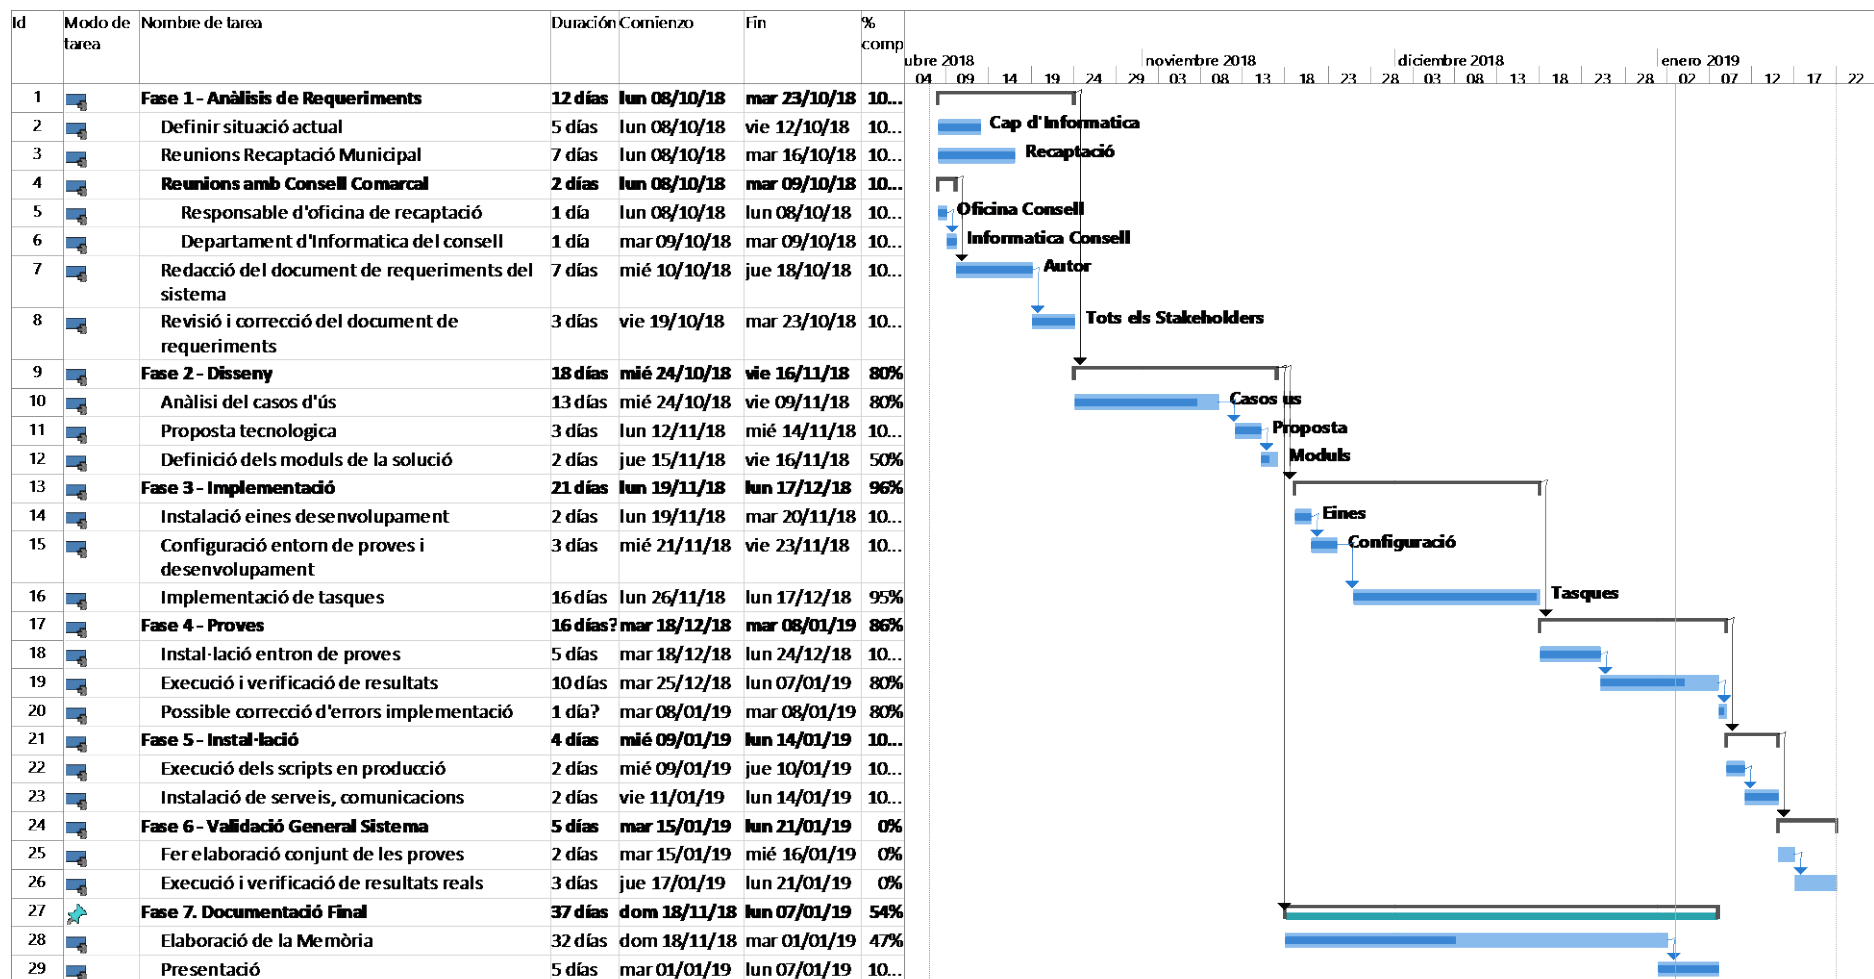 Id Modo de tarea Nombre de tarea Duración Comienzo Fin % comp
ubre 2018 noviembre 2018 diciembre 2018 enero 2019
04 09 14 19 24 29 03 08 13 18 23 28 03 08 13 18 23 28 02 07 12 17 22
1 Fase 1 - Anàlisis de Requeriments 12 días lun 08/10/18 mar 23/10/18 10...
2 Definir situació actual 5 días lun 08/10/18 vie 12/10/18 10... Cap d'Informatica
3 Reunions Recaptació Municipal 7 días lun 08/10/18 mar 16/10/18 10... Recaptació
4 Reunions amb Consell Comarcal 2 días lun 08/10/18 mar 09/10/18 10...
5 Responsable d'oficina de recaptació 1 día lun 08/10/18 lun 08/10/18 10... Oficina Consell
6 Departament d'Informatica del consell 1 día mar 09/10/18 mar 09/10/18 10... Informatica Consell
7 Redacció del document de requeriments del 7 días mié 10/10/18 jue 18/10/18 10... Autor
sistema
8 Revisió i correcció del document de 3 días vie 19/10/18 mar 23/10/18 10... Tots els Stakeholders
requeriments
9 Fase 2 - Disseny 18 días mié 24/10/18 vie 16/11/18 80%
10 Anàlisi del casos d'ús 13 días mié 24/10/18 vie 09/11/18 80% Casos us
11 Proposta tecnologica 3 días lun 12/11/18 mié 14/11/18 10... Proposta
12 Definició dels moduls de la solució 2 días jue 15/11/18 vie 16/11/18 50% Moduls
13 Fase 3 - Implementació 21 días lun 19/11/18 lun 17/12/18 96%
14 Instalació eines desenvolupament 2 días lun 19/11/18 mar 20/11/18 10... Eines
15 Configuració entorn de proves i 3 días mié 21/11/18 vie 23/11/18 10... Configuració
desenvolupament
16 Implementació de tasques 16 días lun 26/11/18 lun 17/12/18 95% Tasques
17 Fase 4 - Proves 16 días? mar 18/12/18 mar 08/01/19 86%
18 Instal·lació entron de proves 5 días mar 18/12/18 lun 24/12/18 10...
19 Execució i verificació de resultats 10 días mar 25/12/18 lun 07/01/19 80%
20 Possible correcció d'errors implementació 1 día? mar 08/01/19 mar 08/01/19 80%
21 Fase 5 - Instal·lació 4 días mié 09/01/19 lun 14/01/19 10...
22 Execució dels scripts en producció 2 días mié 09/01/19 jue 10/01/19 10...
23 Instalació de serveis, comunicacions 2 días vie 11/01/19 lun 14/01/19 10...
24 Fase 6 - Validació General Sistema 5 días mar 15/01/19 lun 21/01/19 0%
25 Fer elaboració conjunt de les proves 2 días mar 15/01/19 mié 16/01/19 0%
26 Execució i verificació de resultats reals 3 días jue 17/01/19 lun 21/01/19 0%
27 Fase 7. Documentació Final 37 días dom 18/11/18 lun 07/01/19 54%
28 Elaboració de la Memòria 32 días dom 18/11/18 mar 01/01/19 47%
29 Presentació 5 días mar 01/01/19 lun 07/01/19 10...